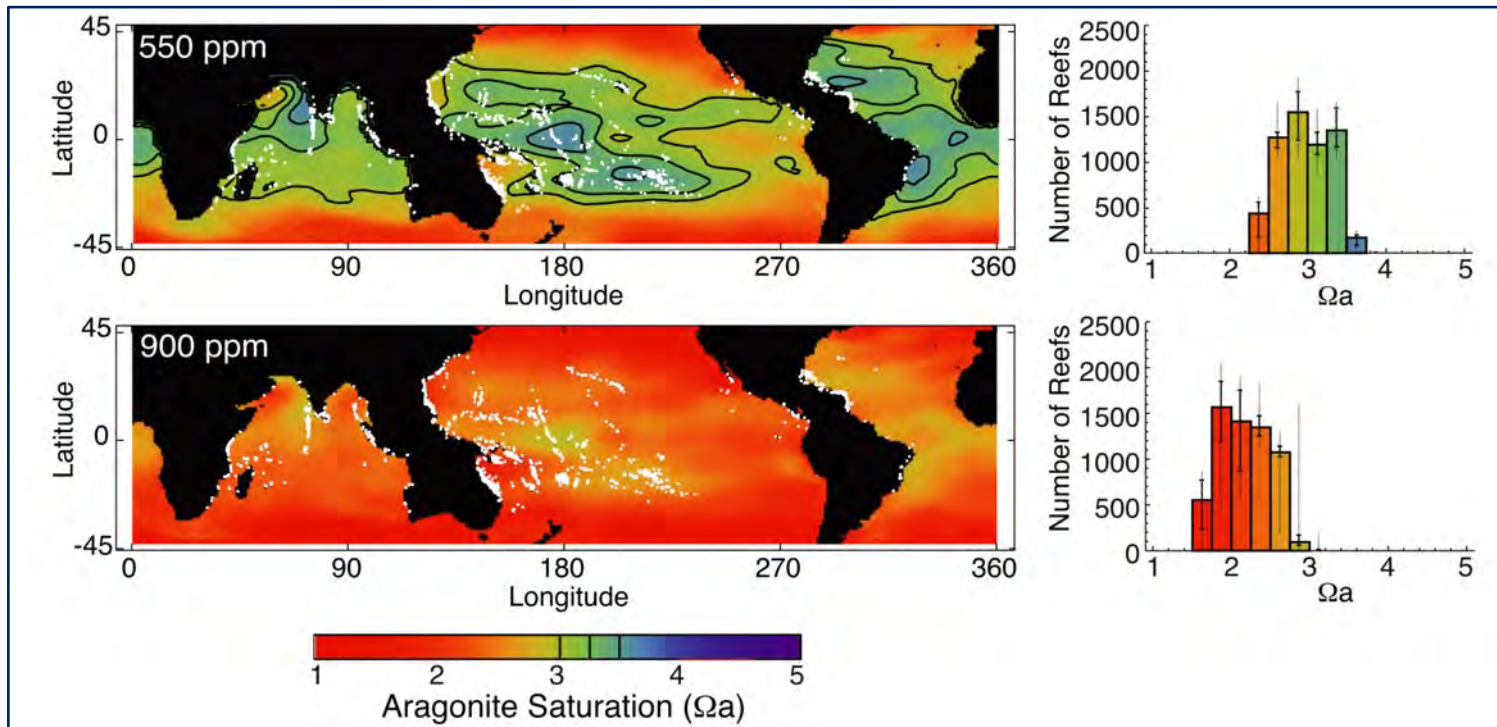 550 ppm
45
0
-45
Latitude
0 90 180 270 360
Longitude
2500
2000
1500
1000
500
0
Number of Reefs
1 2 3 4 5
Ωa
900 ppm
45
0
-45
Latitude
0 90 180 270 360
Longitude
2500
2000
1500
1000
500
0
Number of Reefs
1 2 3 4 5
Ωa
1 2 3 4 5
Aragonite Saturation (Ωa)